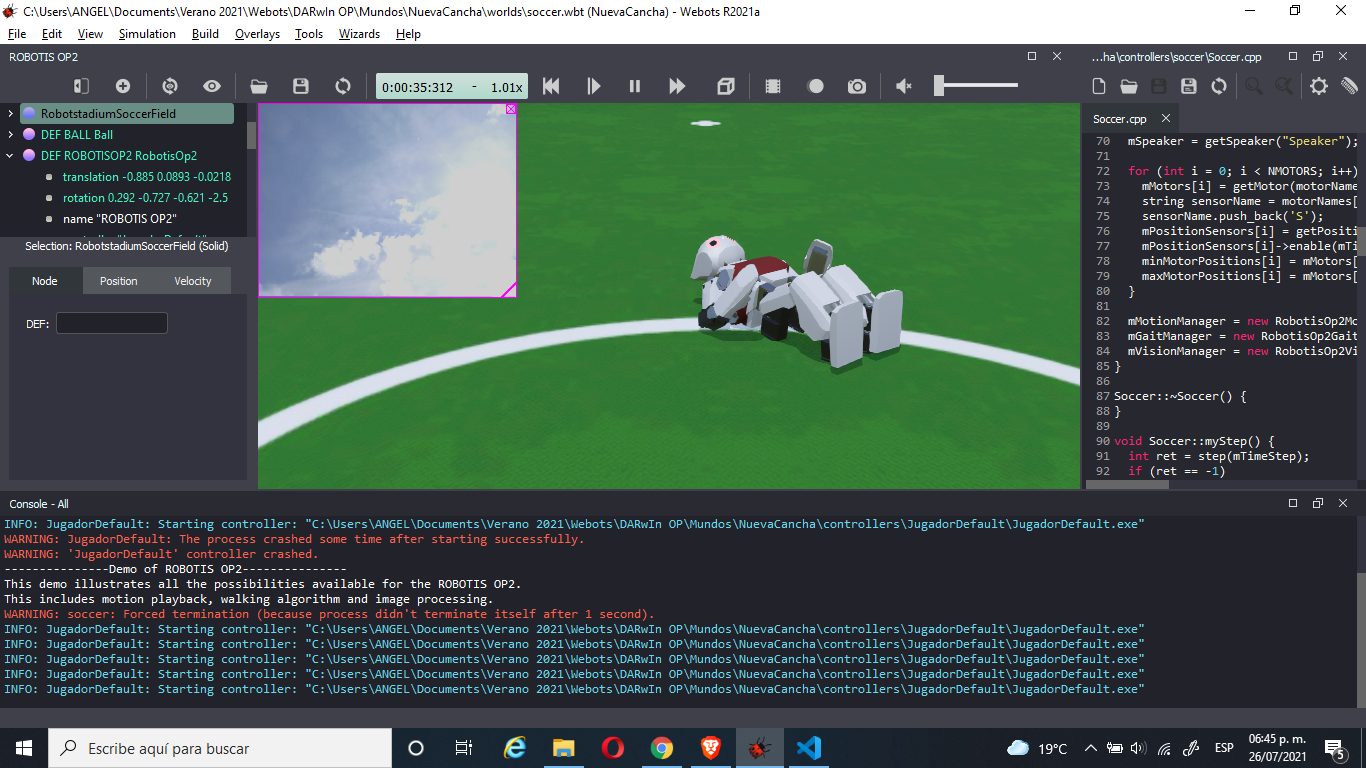 C:\Users\ANGEL\Documents\Verano 2021\Webots\DARwIn OP\Mundos\NuevaCancha\worlds\soccer.wbt (NuevaCancha) - Webots R2021a
File Edit View Simulation Build Overlays Tools Wizards Help
ROBOTIS OP2
...ha\controllers\soccer\Soccer.cpp
0:00:35:312 - 1.01x
RobotstadiumSoccerField
DEF BALL Ball
DEF ROBOTISOP2 RobotisOp2
translation -0.885 0.0893 -0.0218
rotation 0.292 -0.727 -0.621 -2.5
name "ROBOTIS OP2"
Selection: RobotstadiumSoccerField (Solid)
Node Position Velocity
DEF:
Soccer.cpp
70 mSpeaker = getSpeaker("Speaker");
71
72 for (int i = 0; i < NMOTORS; i++)
73 mMotors[i] = getMotor(motorName
74 string sensorName = motorNames[
75 sensorName.push_back('S');
76 mPositionSensors[i] = getPositi
77 mPositionSensors[i]->enable(mTi
78 minMotorPositions[i] = mMotors[
79 maxMotorPositions[i] = mMotors[
80 }
81
82 mMotionManager = new RobotisOp2Mo
83 mGaitManager = new RobotisOp2Gait
84 mVisionManager = new RobotisOp2Vi
85 }
86
87 Soccer::~Soccer() {
88 }
89
90 void Soccer::myStep() {
91 int ret = step(mTimeStep);
92 if (ret == -1)
Console - All
INFO: JugadorDefault: Starting controller: "C:\Users\ANGEL\Documents\Verano 2021\Webots\DARwIn OP\Mundos\NuevaCancha\controllers\JugadorDefault\JugadorDefault.exe"
WARNING: JugadorDefault: The process crashed some time after starting successfully.
WARNING: 'JugadorDefault' controller crashed.
---------------Demo of ROBOTIS OP2---------------
This demo illustrates all the possibilities available for the ROBOTIS OP2.
This includes motion playback, walking algorithm and image processing.
WARNING: soccer: Forced termination (because process didn't terminate itself after 1 second).
INFO: JugadorDefault: Starting controller: "C:\Users\ANGEL\Documents\Verano 2021\Webots\DARwIn OP\Mundos\NuevaCancha\controllers\JugadorDefault\JugadorDefault.exe"
INFO: JugadorDefault: Starting controller: "C:\Users\ANGEL\Documents\Verano 2021\Webots\DARwIn OP\Mundos\NuevaCancha\controllers\JugadorDefault\JugadorDefault.exe"
INFO: JugadorDefault: Starting controller: "C:\Users\ANGEL\Documents\Verano 2021\Webots\DARwIn OP\Mundos\NuevaCancha\controllers\JugadorDefault\JugadorDefault.exe"
INFO: JugadorDefault: Starting controller: "C:\Users\ANGEL\Documents\Verano 2021\Webots\DARwIn OP\Mundos\NuevaCancha\controllers\JugadorDefault\JugadorDefault.exe"
INFO: JugadorDefault: Starting controller: "C:\Users\ANGEL\Documents\Verano 2021\Webots\DARwIn OP\Mundos\NuevaCancha\controllers\JugadorDefault\JugadorDefault.exe"
Escribe aquí para buscar
19°C
ESP
06:45 p. m.
26/07/2021
5